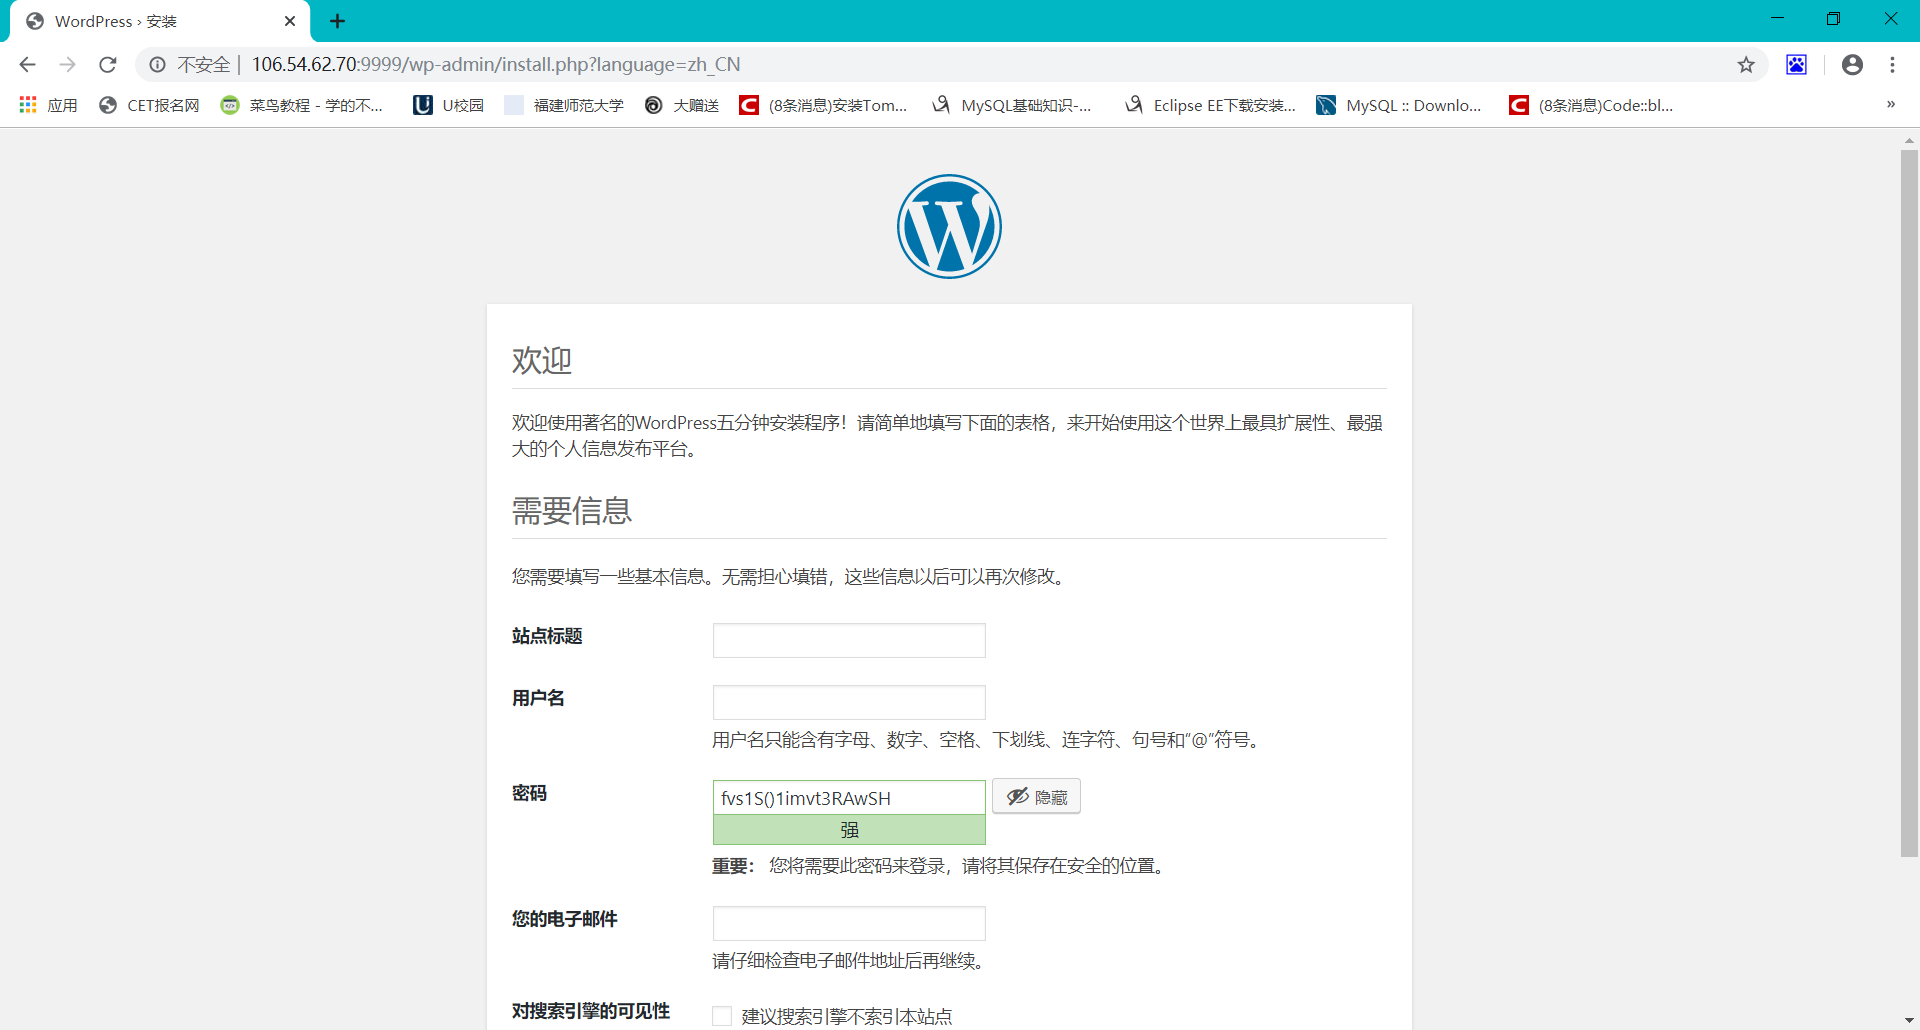 WordPress › 安装
不安全 | 106.54.62.70:9999/wp-admin/install.php?language=zh_CN
应用 CET报名网 菜鸟教程 - 学的不... U校园 福建师范大学 大赠送 (8条消息)安装Tom... MySQL基础知识-... Eclipse EE下载安装... MySQL :: Downlo... (8条消息)Code::bl... »
欢迎
欢迎使用著名的WordPress五分钟安装程序！请简单地填写下面的表格，来开始使用这个世界上最具扩展性、最强
大的个人信息发布平台。
需要信息
您需要填写一些基本信息。无需担心填错，这些信息以后可以再次修改。
站点标题
用户名
用户名只能含有字母、数字、空格、下划线、连字符、句号和“@”符号。
密码
fvs1S()1imvt3RAwSH 隐藏
强
重要： 您将需要此密码来登录，请将其保存在安全的位置。
您的电子邮件
请仔细检查电子邮件地址后再继续。
对搜索引擎的可见性
建议搜索引擎不索引本站点